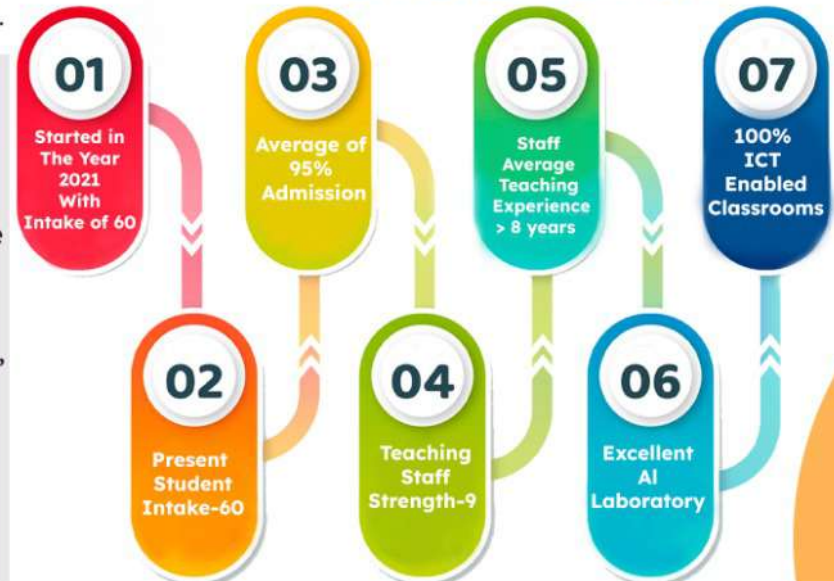 01
Started in
The Year
2021
With
Intake of 60
02
Present
Student
Intake-60
03
Average of
95%
Admission
04
Teaching
Staff
Strength-9
05
Staff
Average
Teaching
Experience
> 8 years
06
Excellent
AI
Laboratory
07
100%
ICT
Enabled
Classrooms